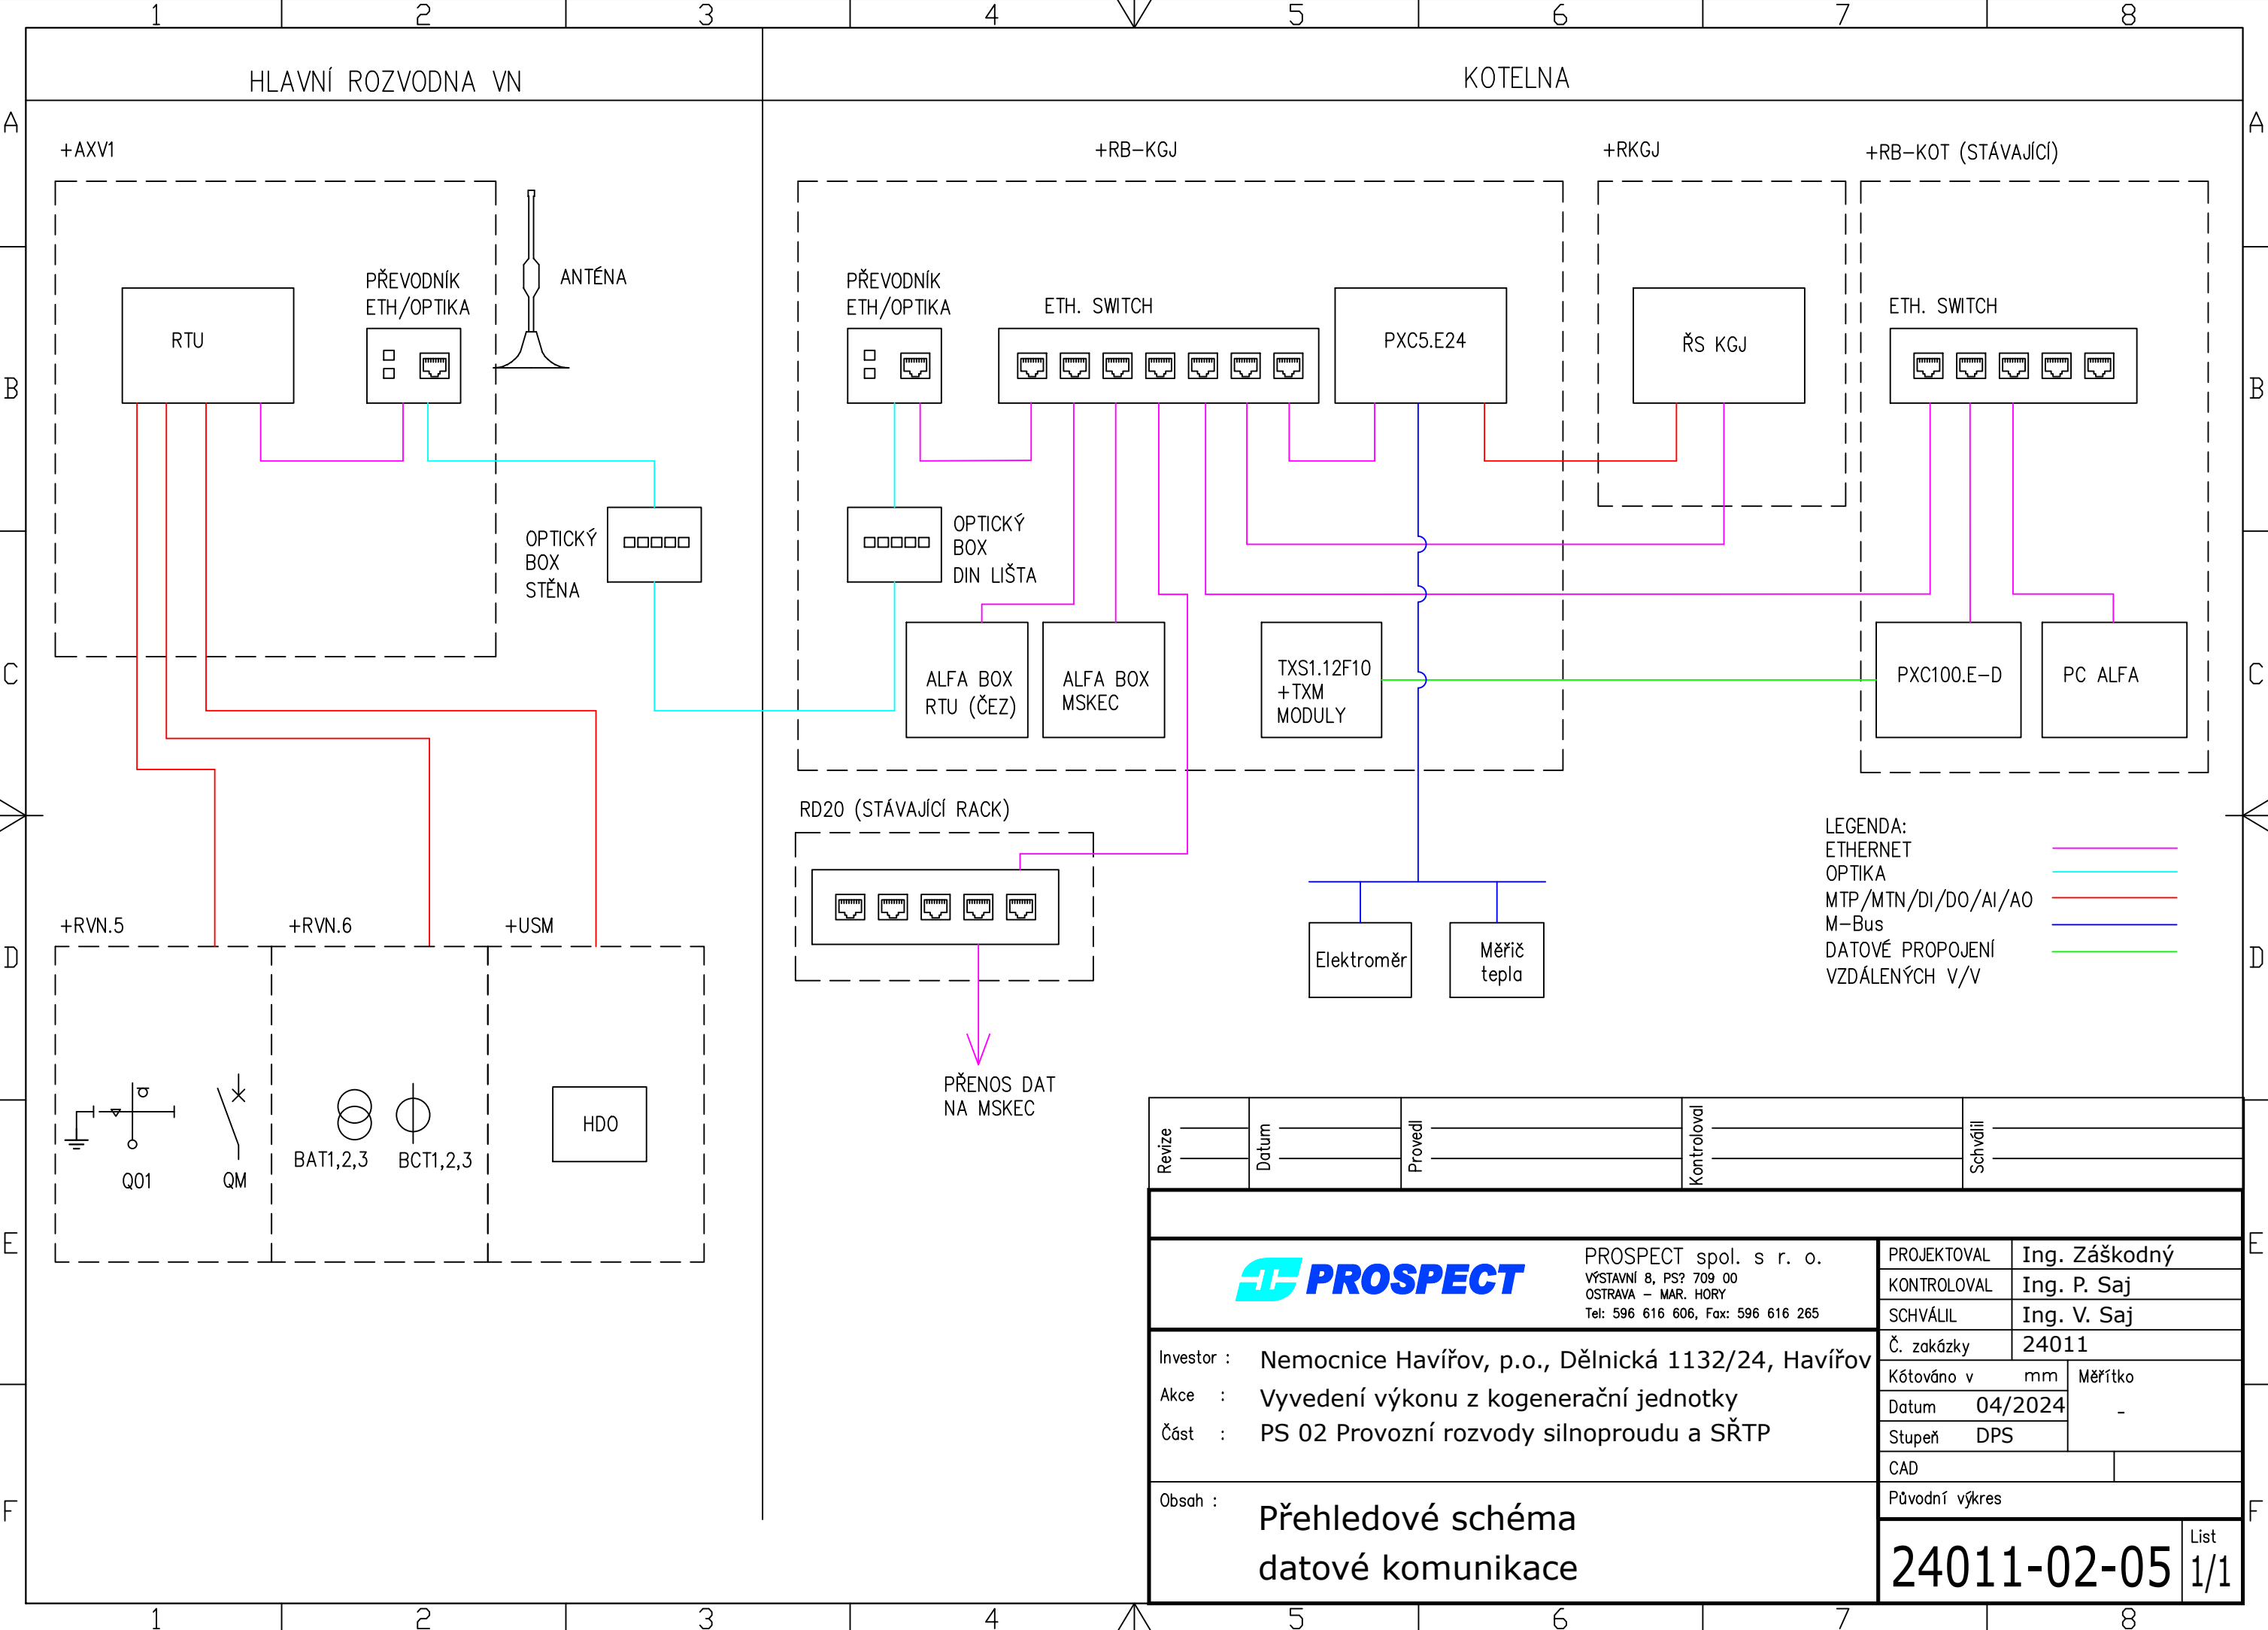 1 2 3 4 5 6 7 8
HLAVNÍ ROZVODNA VN
KOTELNA
A A
+AXV1
+RB-KGJ
+RKGJ
+RB-KOT (STÁVAJÍCÍ)
PŘEVODNÍK
ETH/OPTIKA
ANTÉNA
RTU
PŘEVODNÍK
ETH/OPTIKA
ETH. SWITCH
PXC5.E24
ŘS KGJ
ETH. SWITCH
B B
OPTICKÝ
BOX
STĚNA
OPTICKÝ
BOX
DIN LIŠTA
C C
ALFA BOX
RTU (ČEZ)
ALFA BOX
MSKEC
TXS1.12F10
+TXM
MODULY
PXC100.E-D
PC ALFA
RD20 (STÁVAJÍCÍ RACK)
LEGENDA:
ETHERNET
OPTIKA
MTP/MTN/DI/DO/AI/AO
M-Bus
DATOVÉ PROPOJENÍ
VZDÁLENÝCH V/V
+RVN.5
+RVN.6
+USM
D D
Elektroměr
Měřič
tepla
PŘENOS DAT
NA MSKEC
Q01
QM
BAT1,2,3
BCT1,2,3
HDO
Revize
Datum
Provedl
Kontroloval
Schválil
E E
PROSPECT
PROSPECT spol. s r. o.
VÝSTAVNÍ 8, PS? 709 00
OSTRAVA - MAR. HORY
Tel: 596 616 606, Fax: 596 616 265
PROJEKTOVAL Ing. Záškodný
KONTROLOVAL Ing. P. Saj
SCHVÁLIL Ing. V. Saj
Č. zakázky 24011
Kótováno v mm
Měřítko
-
Datum 04/2024
Stupeň DPS
CAD
Původní výkres
Investor : Nemocnice Havířov, p.o., Dělnická 1132/24, Havířov
Akce : Vyvedení výkonu z kogenerační jednotky
Část : PS 02 Provozní rozvody silnoproudu a SŘTP
Obsah : Přehledové schéma
datové komunikace
24011-02-05
List
1/1
F F
1 2 3 4 5 6 7 8